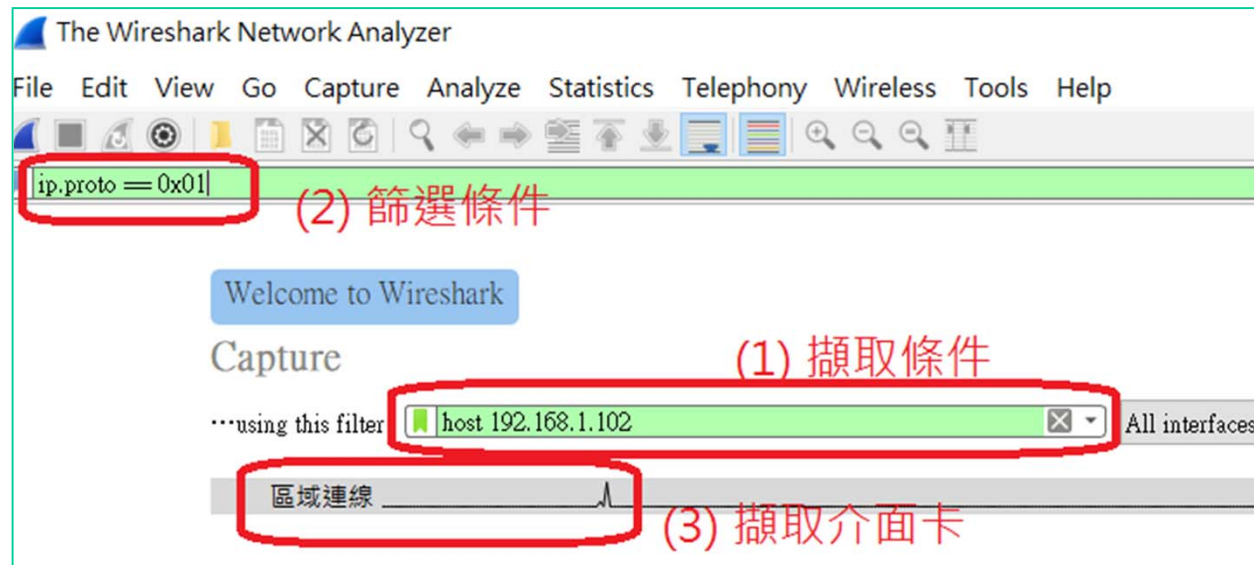 The Wireshark Network Analyzer
File Edit View Go Capture Analyze Statistics Telephony Wireless Tools Help
ip.proto == 0x01
(2) 篩選條件
Welcome to Wireshark
Capture
(1) 擷取條件
…using this filter host 192.168.1.102 All interfaces
區域連線
(3) 擷取介面卡